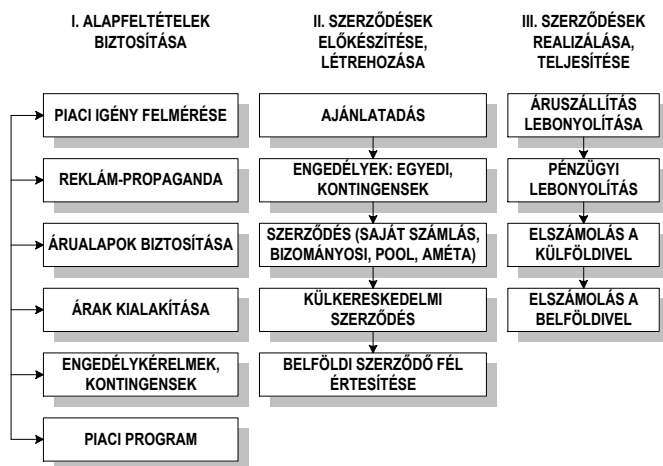 I. ALAPFELTÉTELEK
BIZTOSÍTÁSA
PIACI IGÉNY FELMÉRÉSE
REKLÁM-PROPAGANDA
ÁRUALAPOK BIZTOSÍTÁSA
ÁRAK KIALAKÍTÁSA
ENGEDÉLYKÉRELMEK,
KONTINGENSEK
PIACI PROGRAM
II. SZERZŐDÉSEK
ELŐKÉSZÍTÉSE,
LÉTREHOZÁSA
AJÁNLATADÁS
ENGEDÉLYEK: EGYEDI,
KONTINGENSEK
SZERZŐDÉS (SAJÁT SZÁMLÁS,
BIZOMÁNYOSI, POOL, AMÉTA)
KÜLKERESKEDELMI
SZERZŐDÉS
BELFÖLDI SZERZŐDŐ FÉL
ÉRTESÍTÉSE
III. SZERZŐDÉSEK
REALIZÁLÁSA,
TELJESÍTÉSE
ÁRUSZÁLLÍTÁS
LEBONYOLÍTÁSA
PÉNZÜGYI
LEBONYOLÍTÁS
ELSZÁMOLÁS A
KÜLFÖLDIVEL
ELSZÁMOLÁS A
BELFÖLDIVEL